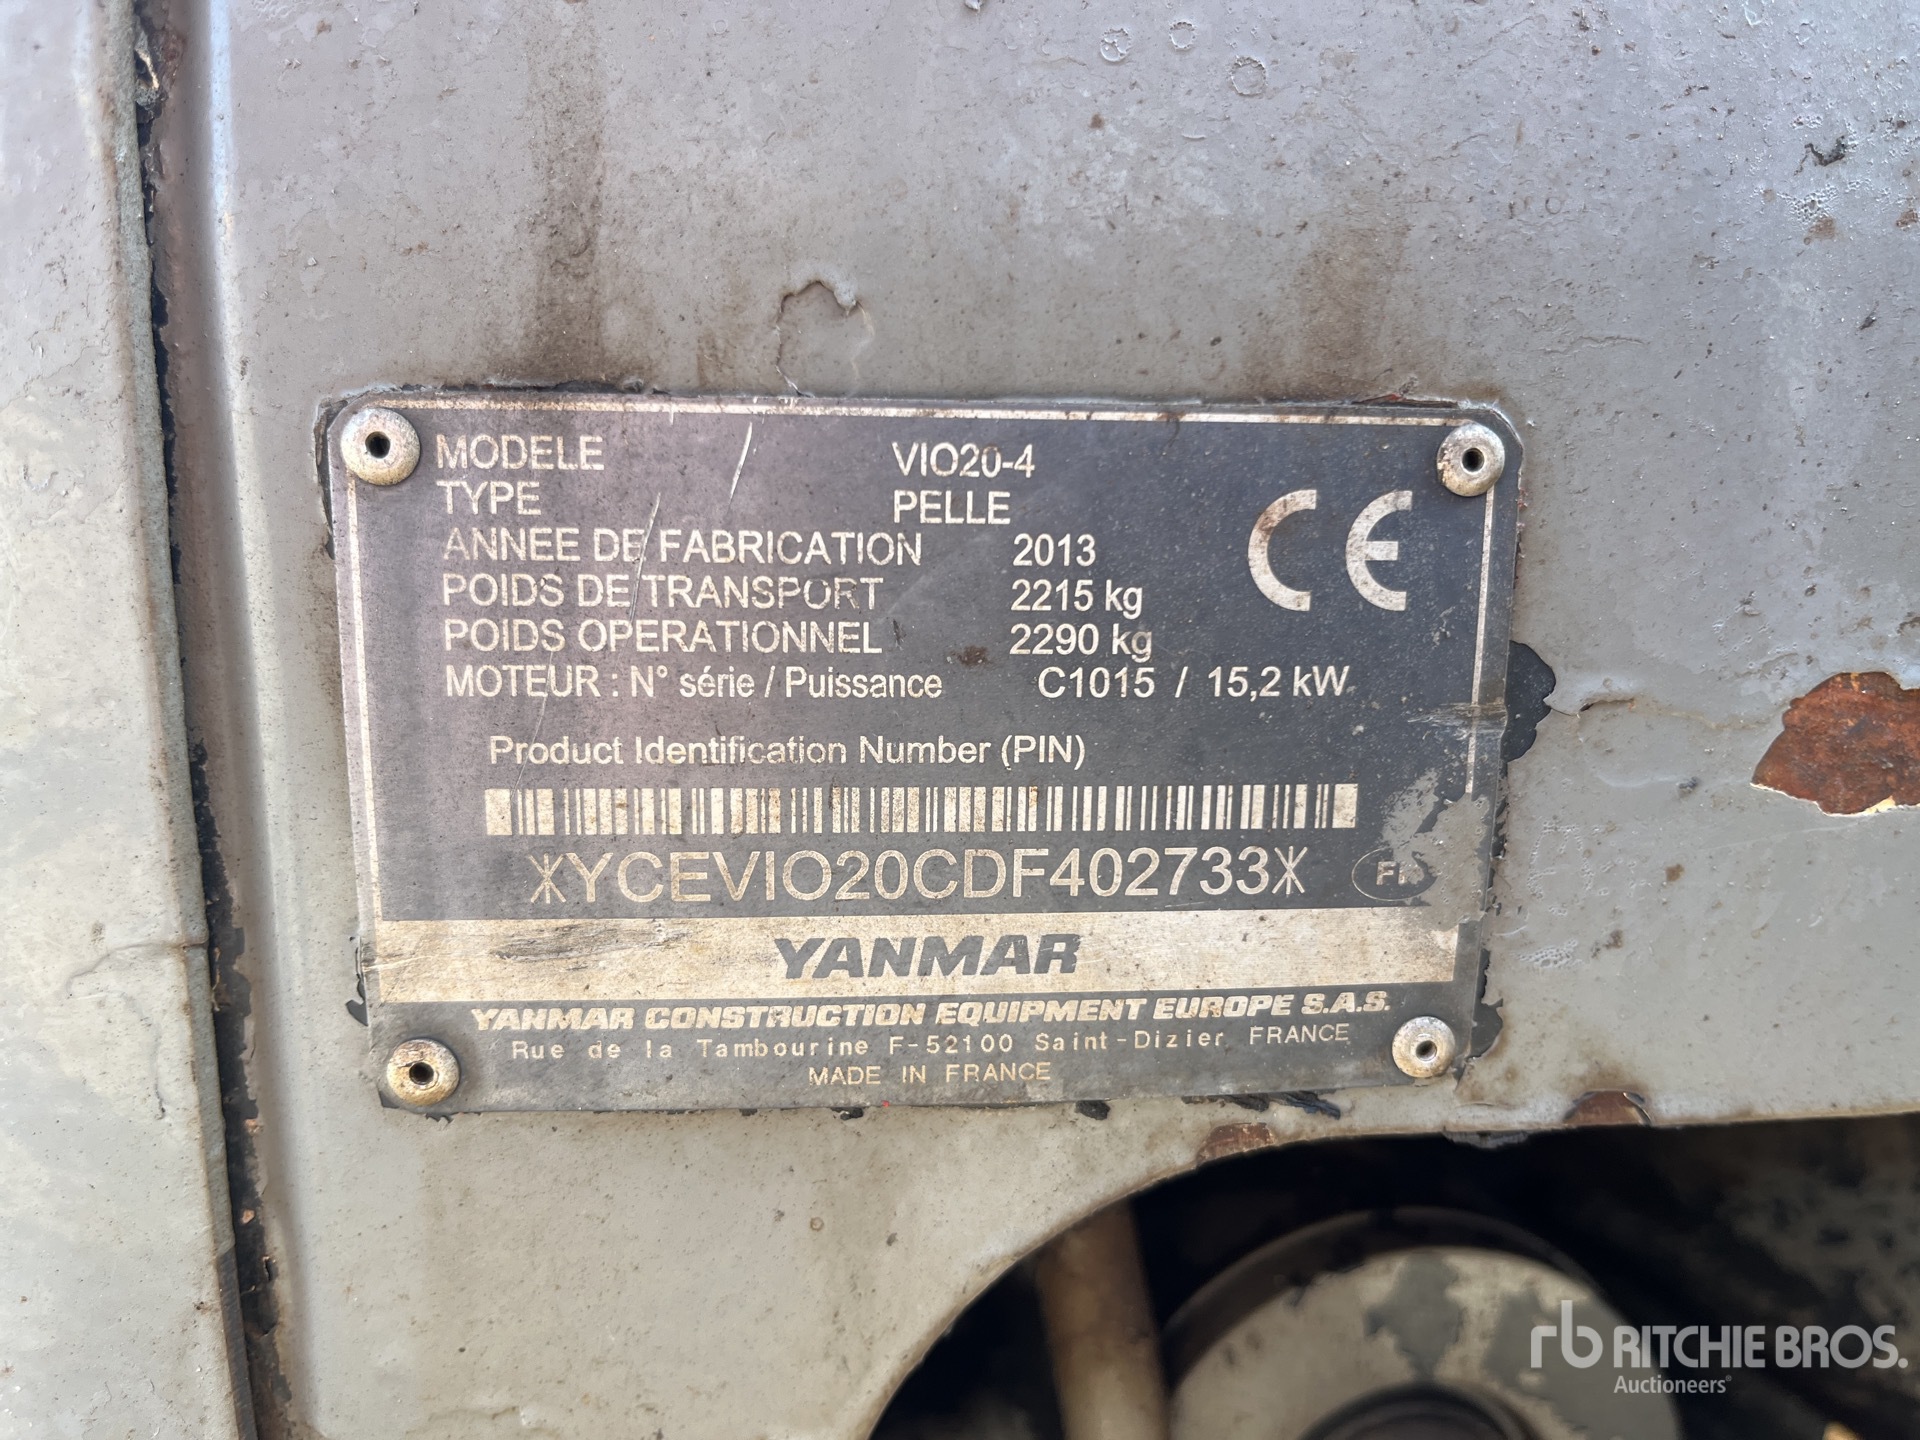 MODELE VIO20-4
TYPE PELLE
ANNEE DE FABRICATION 2013
POIDS DE TRANSPORT 2215 kg
POIDS OPERATIONNEL 2290 kg
MOTEUR : N° série / Puissance C1015 / 15,2 kW
CE
Product Identification Number (PIN)
*YCEVIO20CDF402733*
YANMAR
YANMAR CONSTRUCTION EQUIPMENT EUROPE S.A.S.
Rue de la Tambourine F-52100 Saint-Dizier FRANCE
MADE IN FRANCE
rb RITCHIE BROS.
Auctioneers®